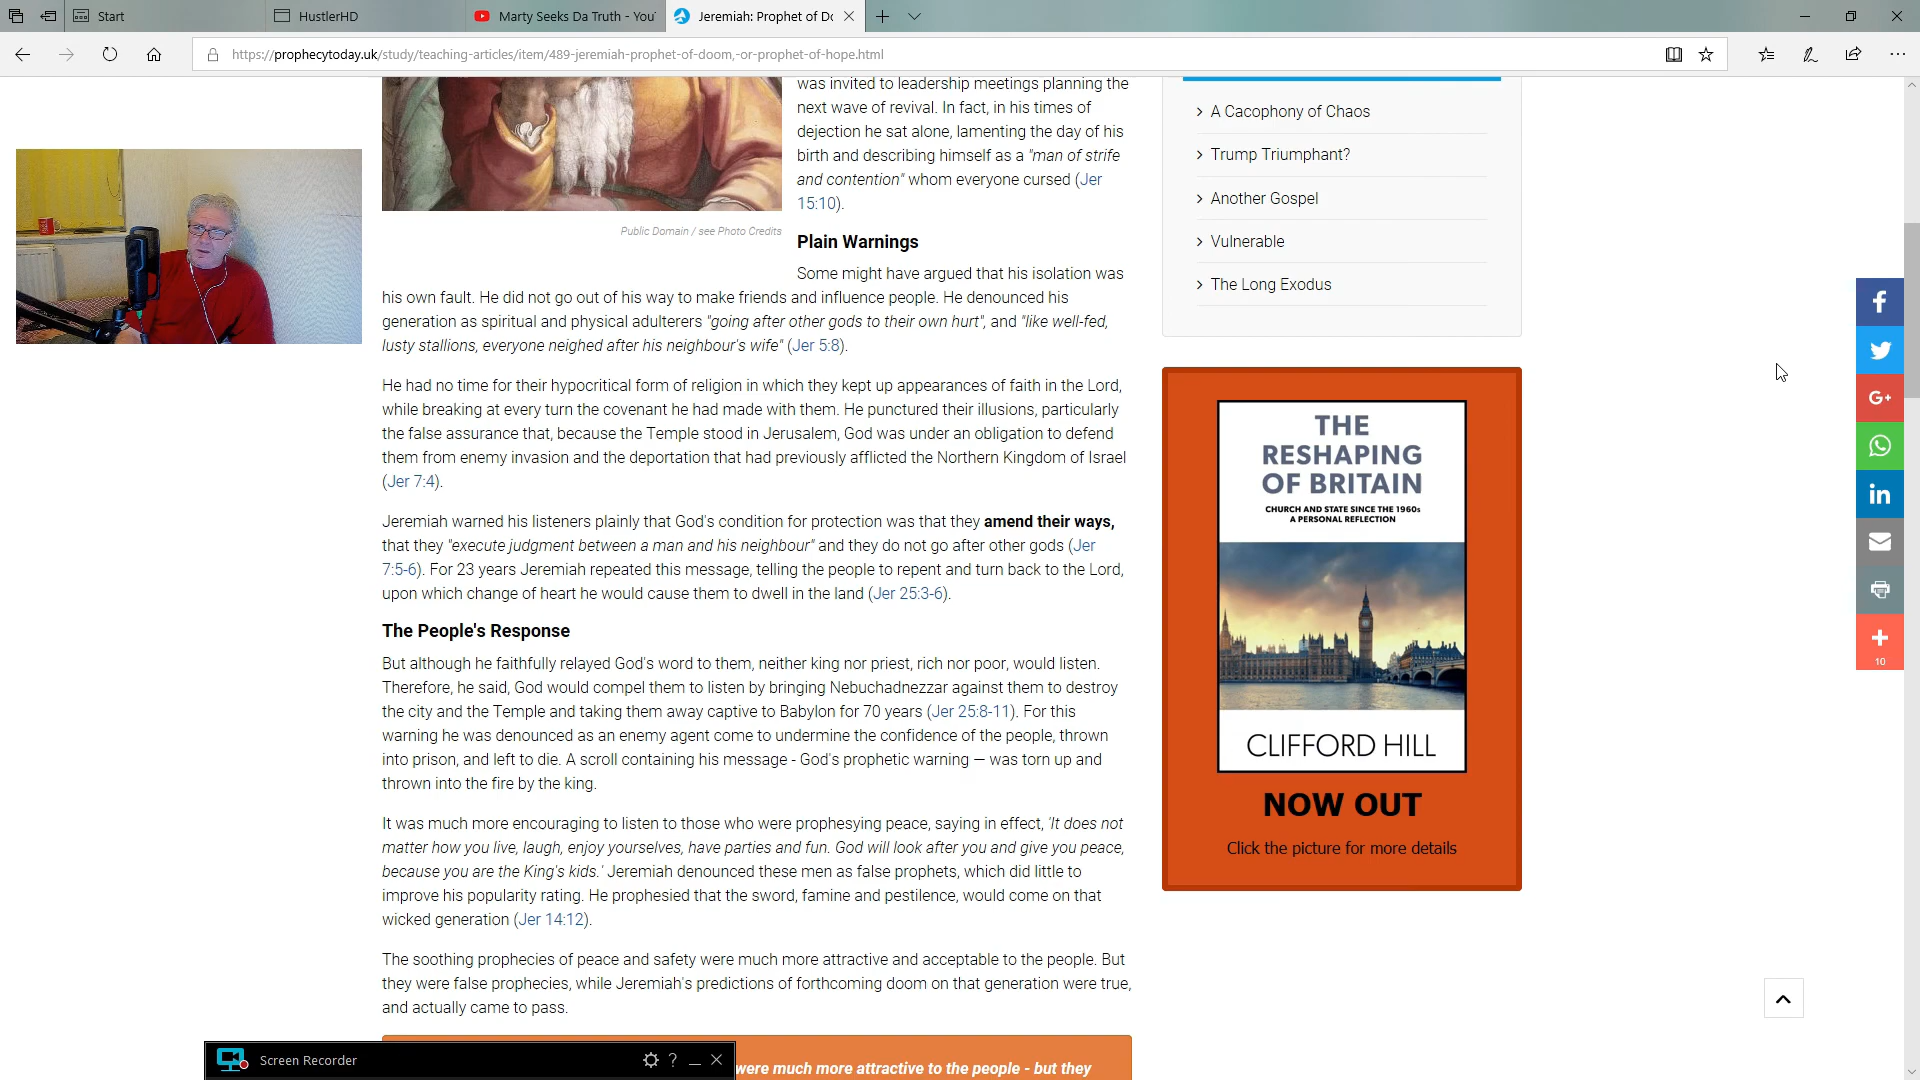 Start
HustlerHD
Marty Seeks Da Truth - You
Jeremiah: Prophet of Do
https://prophecytoday.uk/study/teaching-articles/item/489-jeremiah-prophet-of-doom,-or-prophet-of-hope.html
was invited to leadership meetings planning the
next wave of revival. In fact, in his times of
dejection he sat alone, lamenting the day of his
birth and describing himself as a "man of strife
and contention" whom everyone cursed (Jer
15:10).
Public Domain / see Photo Credits
Plain Warnings
Some might have argued that his isolation was
his own fault. He did not go out of his way to make friends and influence people. He denounced his
generation as spiritual and physical adulterers "going after other gods to their own hurt", and "like well-fed,
lusty stallions, everyone neighed after his neighbour's wife" (Jer 5:8).
He had no time for their hypocritical form of religion in which they kept up appearances of faith in the Lord,
while breaking at every turn the covenant he had made with them. He punctured their illusions, particularly
the false assurance that, because the Temple stood in Jerusalem, God was under an obligation to defend
them from enemy invasion and the deportation that had previously afflicted the Northern Kingdom of Israel
(Jer 7:4).
Jeremiah warned his listeners plainly that God's condition for protection was that they amend their ways,
that they "execute judgment between a man and his neighbour" and they do not go after other gods (Jer
7:5-6). For 23 years Jeremiah repeated this message, telling the people to repent and turn back to the Lord,
upon which change of heart he would cause them to dwell in the land (Jer 25:3-6).
The People's Response
But although he faithfully relayed God's word to them, neither king nor priest, rich nor poor, would listen.
Therefore, he said, God would compel them to listen by bringing Nebuchadnezzar against them to destroy
the city and the Temple and taking them away captive to Babylon for 70 years (Jer 25:8-11). For this
warning he was denounced as an enemy agent come to undermine the confidence of the people, thrown
into prison, and left to die. A scroll containing his message - God's prophetic warning — was torn up and
thrown into the fire by the king.
It was much more encouraging to listen to those who were prophesying peace, saying in effect, 'It does not
matter how you live, laugh, enjoy yourselves, have parties and fun. God will look after you and give you peace,
because you are the King's kids.' Jeremiah denounced these men as false prophets, which did little to
improve his popularity rating. He prophesied that the sword, famine and pestilence, would come on that
wicked generation (Jer 14:12).
The soothing prophecies of peace and safety were much more attractive and acceptable to the people. But
they were false prophecies, while Jeremiah's predictions of forthcoming doom on that generation were true,
and actually came to pass.
were much more attractive to the people - but they
Screen Recorder
?
A Cacophony of Chaos
Trump Triumphant?
Another Gospel
Vulnerable
The Long Exodus
THE
RESHAPING
OF BRITAIN
CHURCH AND STATE SINCE THE 1960s
A PERSONAL REFLECTION
CLIFFORD HILL
NOW OUT
Click the picture for more details
f
G+
in
10